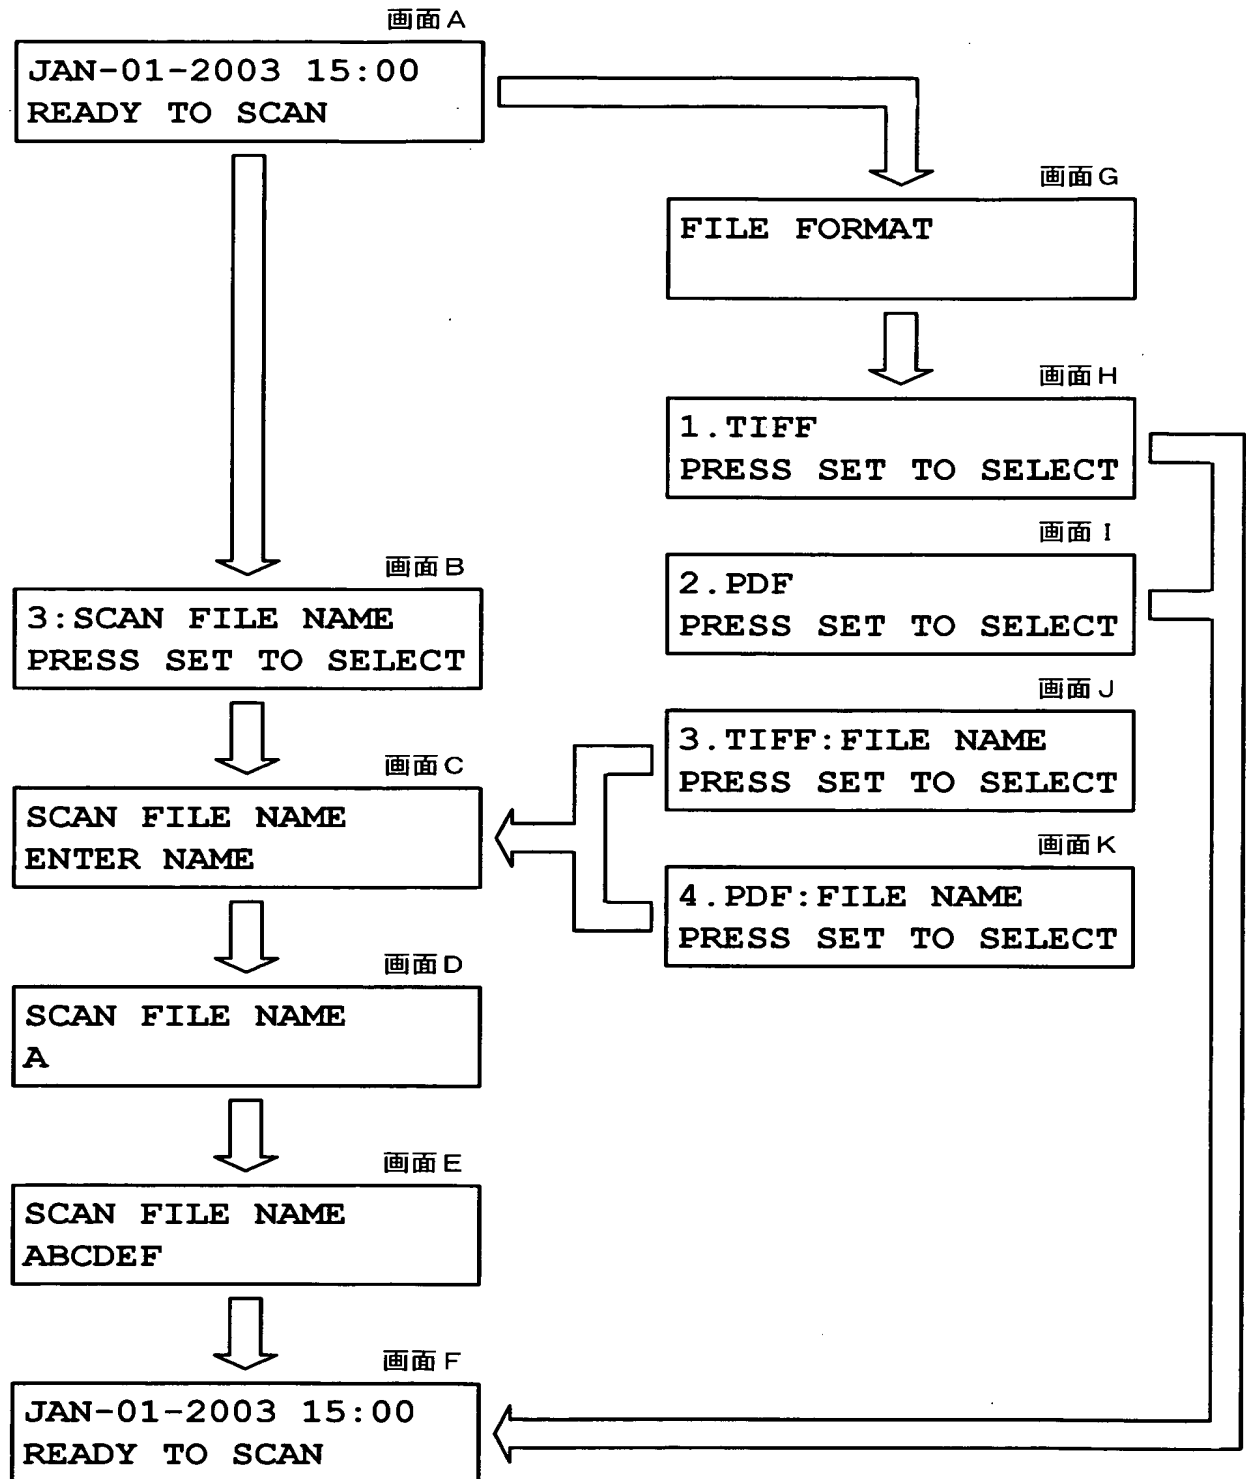 画面A
JAN-01-2003 15:00
READY TO SCAN
画面G
FILE FORMAT
画面H
1.TIFF
PRESS SET TO SELECT
画面I
2.PDF
PRESS SET TO SELECT
画面B
3:SCAN FILE NAME
PRESS SET TO SELECT
画面J
3.TIFF:FILE NAME
PRESS SET TO SELECT
画面C
SCAN FILE NAME
ENTER NAME
画面K
4.PDF:FILE NAME
PRESS SET TO SELECT
画面D
SCAN FILE NAME
A
画面E
SCAN FILE NAME
ABCDEF
画面F
JAN-01-2003 15:00
READY TO SCAN